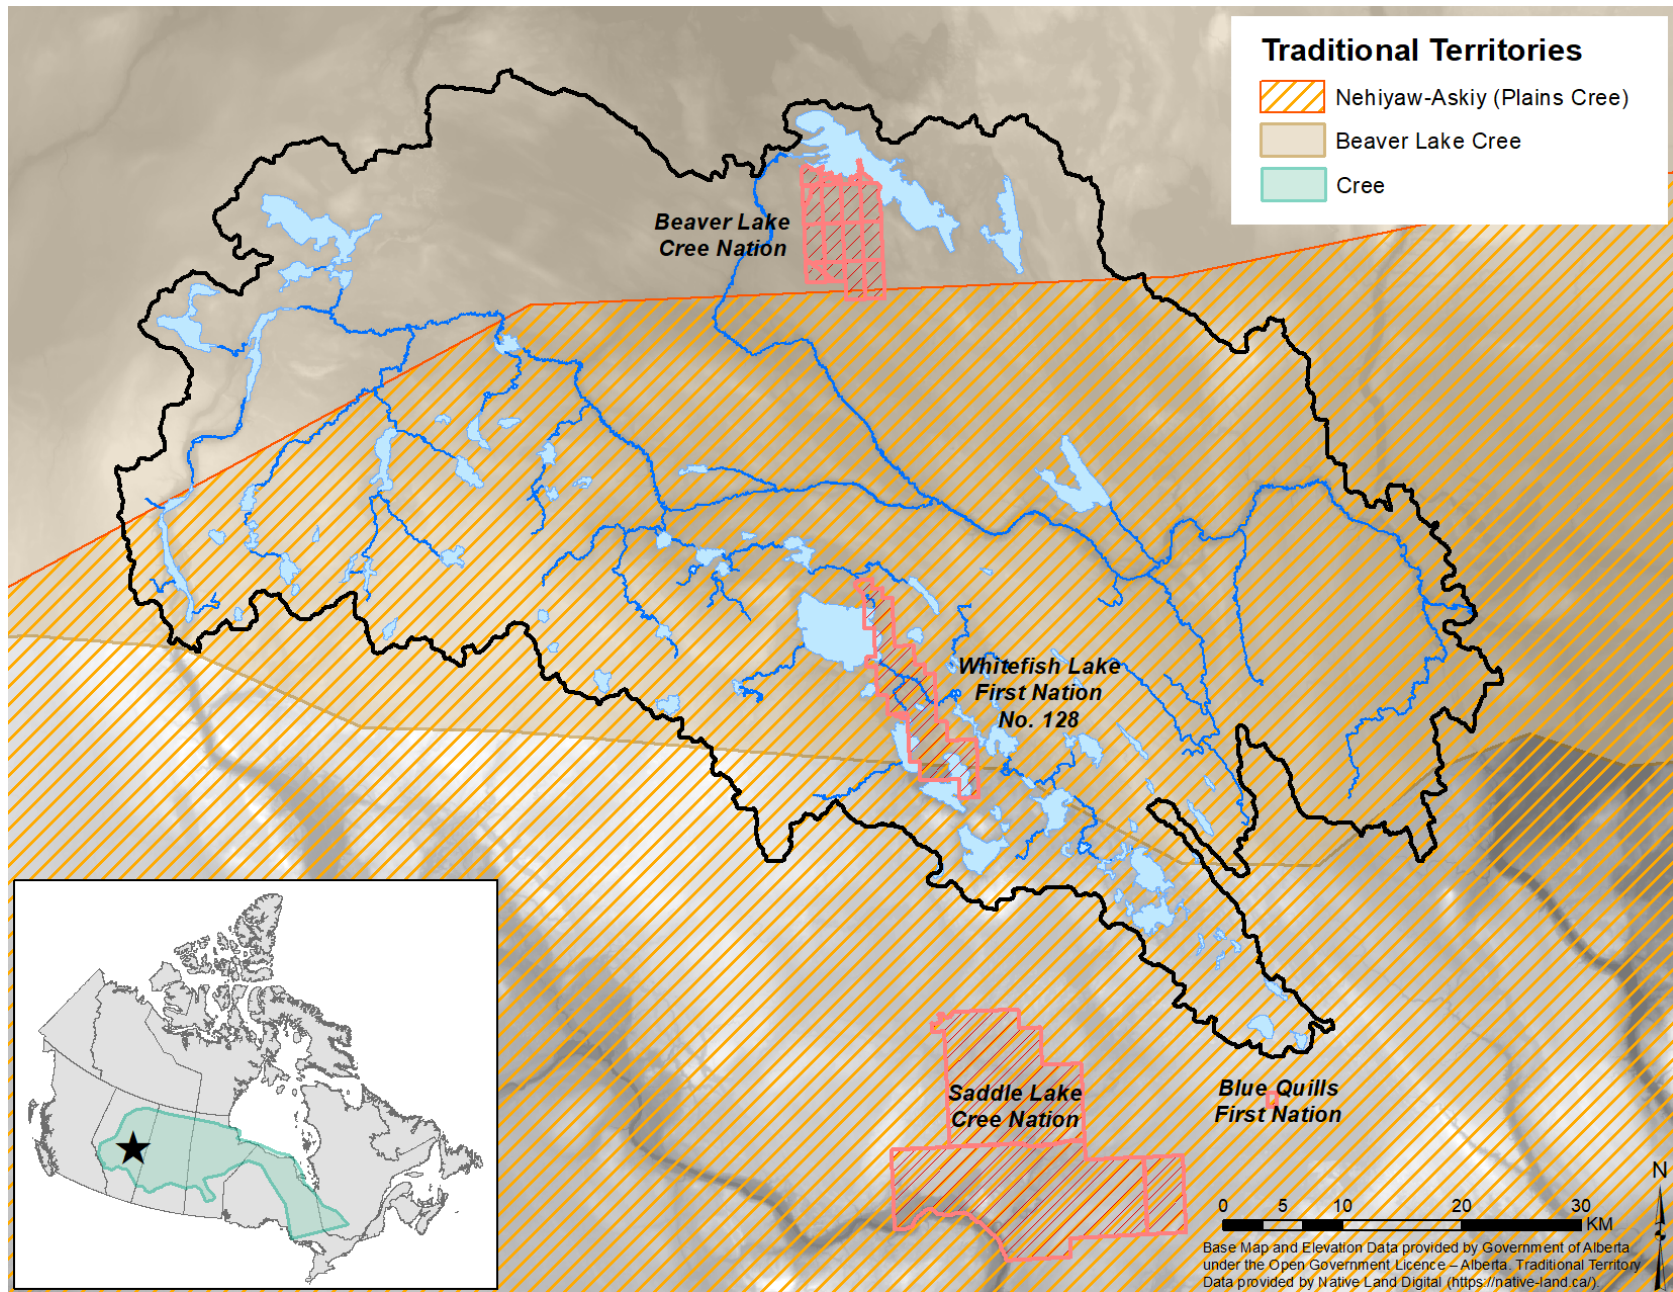 Traditional Territories
Nehiyaw-Askiy (Plains Cree)
Beaver Lake Cree
Cree
Beaver Lake
Cree Nation
Whitefish Lake
First Nation
No. 128
Saddle Lake
Cree Nation
Blue Quills
First Nation
N
0 5 10 20 30
KM
Base Map and Elevation Data provided by Government of Alberta
under the Open Government Licence – Alberta. Traditional Territory
Data provided by Native Land Digital (https://native-land.ca/).